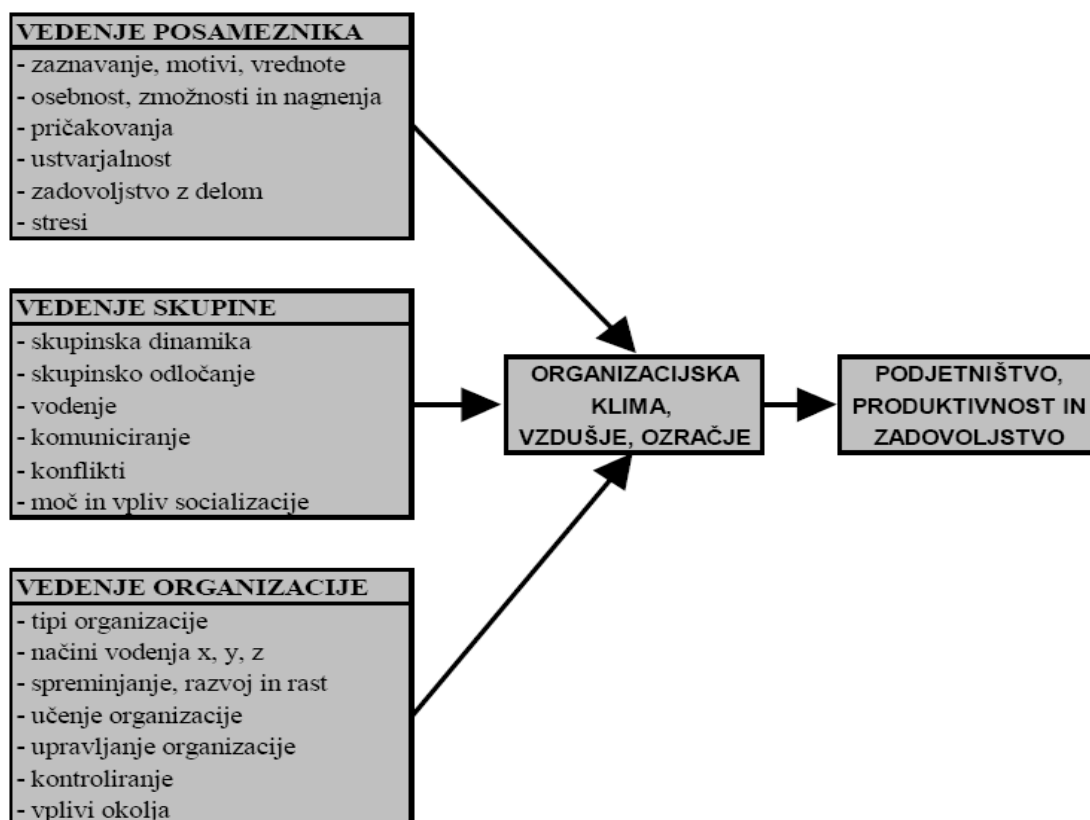 VEDENJE POSAMEZNIKA
- zaznavanje, motivi, vrednote
- osebnost, zmožnosti in nagnenja
- pričakovanja
- ustvarjalnost
- zadovoljstvo z delom
- stresi
VEDENJE SKUPINE
- skupinska dinamika
- skupinsko odločanje
- vodenje
- komuniciranje
- konflikti
- moč in vpliv socializacije
VEDENJE ORGANIZACIJE
- tipi organizacije
- načini vodenja x, y, z
- spreminjanje, razvoj in rast
- učenje organizacije
- upravljanje organizacije
- kontroliranje
- vplivi okolja
ORGANIZACIJSKA
KLIMA,
VZDUŠJE, OZRAČJE
PODJETNIŠTVO,
PRODUKTIVNOST IN
ZADOVOLJSTVO